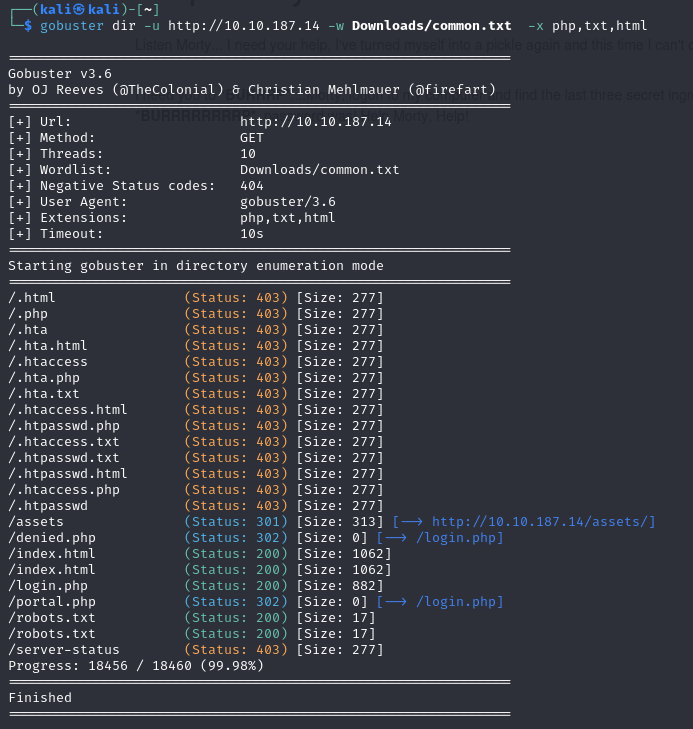 ┌──(kali㉿kali)-[~]
└─$ gobuster dir -u http://10.10.187.14 -w Downloads/common.txt  -x php,txt,html
Listen Morty... I need your help, I've turned myself into a pickle again and this time I can't
===============================================================
Gobuster v3.6
by OJ Reeves (@TheColonial) & Christian Mehlmauer (@firefart)
find the last three secret
===============================================================
*BURRRRRRRRR* Morty, Help!
[+] Url:                     http://10.10.187.14
[+] Method:                  GET
[+] Threads:                 10
[+] Wordlist:                Downloads/common.txt
[+] Negative Status codes:   404
[+] User Agent:              gobuster/3.6
[+] Extensions:              php,txt,html
[+] Timeout:                 10s
===============================================================
Starting gobuster in directory enumeration mode
===============================================================
/.html                (Status: 403) [Size: 277]
/.php                 (Status: 403) [Size: 277]
/.hta                 (Status: 403) [Size: 277]
/.hta.html            (Status: 403) [Size: 277]
/.htaccess            (Status: 403) [Size: 277]
/.hta.php             (Status: 403) [Size: 277]
/.hta.txt             (Status: 403) [Size: 277]
/.htaccess.html       (Status: 403) [Size: 277]
/.htpasswd.php        (Status: 403) [Size: 277]
/.htaccess.txt        (Status: 403) [Size: 277]
/.htpasswd.txt        (Status: 403) [Size: 277]
/.htpasswd.html       (Status: 403) [Size: 277]
/.htaccess.php        (Status: 403) [Size: 277]
/.htpasswd            (Status: 403) [Size: 277]
/assets               (Status: 301) [Size: 313] [--> http://10.10.187.14/assets/]
/denied.php           (Status: 302) [Size: 0] [--> /login.php]
/index.html           (Status: 200) [Size: 1062]
/index.html           (Status: 200) [Size: 1062]
/login.php            (Status: 200) [Size: 882]
/portal.php           (Status: 302) [Size: 0] [--> /login.php]
/robots.txt           (Status: 200) [Size: 17]
/robots.txt           (Status: 200) [Size: 17]
/server-status        (Status: 403) [Size: 277]
Progress: 18456 / 18460 (99.98%)
===============================================================
Finished
===============================================================